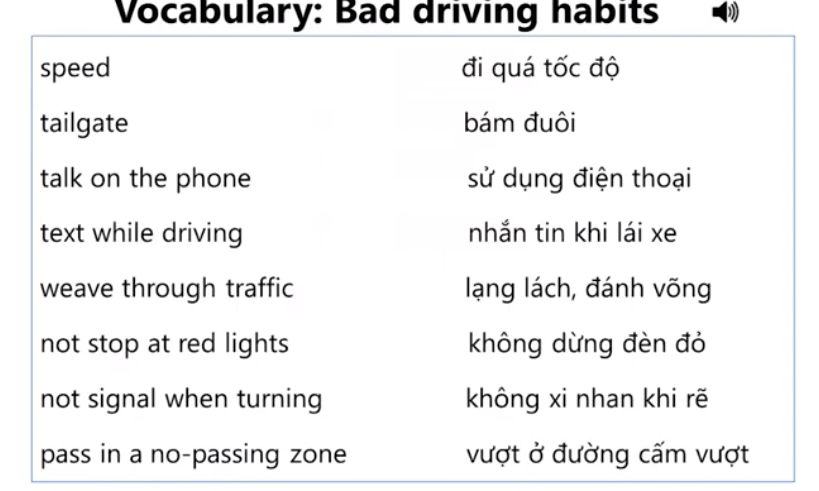 Vocabulary: Bad driving habits
speed đi quá tốc độ
tailgate bám đuôi
talk on the phone sử dụng điện thoại
text while driving nhắn tin khi lái xe
weave through traffic lạng lách, đánh võng
not stop at red lights không dừng đèn đỏ
not signal when turning không xi nhan khi rẽ
pass in a no-passing zone vượt ở đường cấm vượt